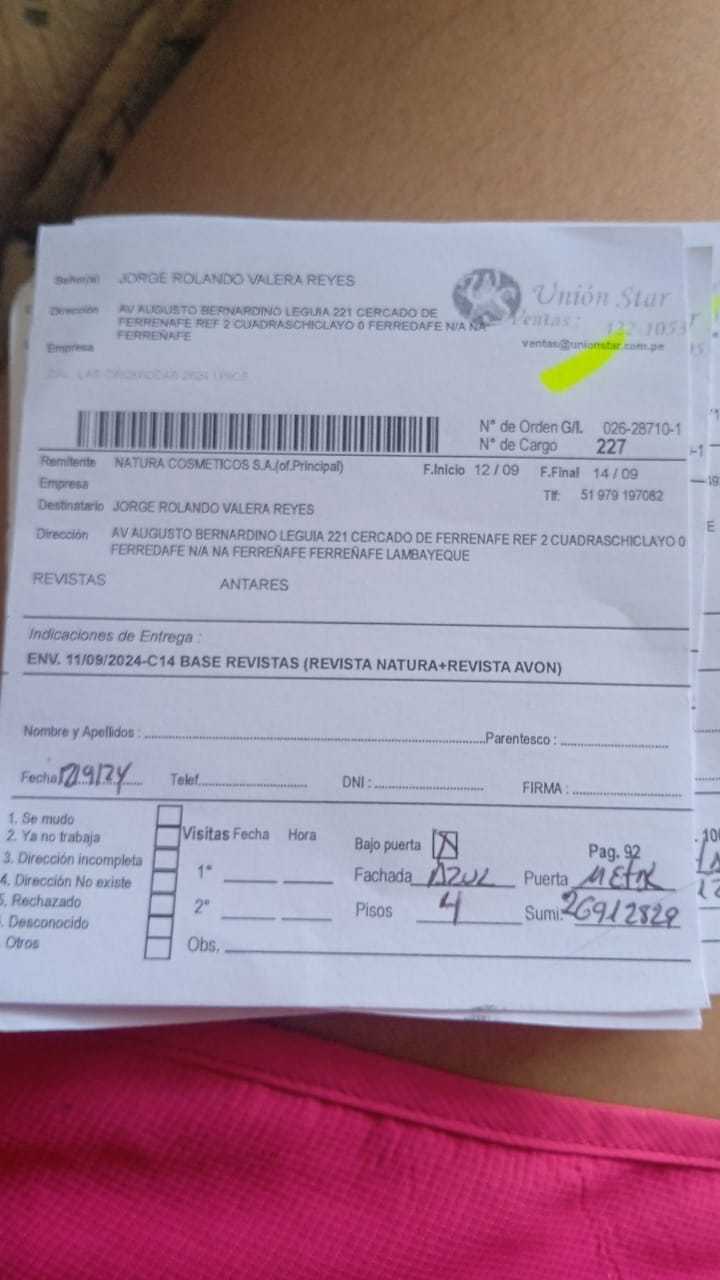 Señor(a) JORGE ROLANDO VALERA REYES
Dirección AV AUGUSTO BERNARDINO LEGUIA 221 CERCADO DE
FERRENAFE REF 2 CUADRASCHICLAYO 0 FERREDAFE N/A NA
FERREÑAFE
Empresa
Unión Star
Ventas :
ventas@unionstar.com.pe
N° de Orden G/I. 026-28710-1
N° de Cargo 227
Remitente NATURA COSMETICOS S.A.(of.Principal) F.Inicio 12 / 09 F.Final 14 / 09
Empresa Tlf: 51 979 197082
Destinatario JORGE ROLANDO VALERA REYES
Dirección AV AUGUSTO BERNARDINO LEGUIA 221 CERCADO DE FERRENAFE REF 2 CUADRASCHICLAYO 0
FERREDAFE N/A NA FERREÑAFE FERREÑAFE LAMBAYEQUE
REVISTAS ANTARES
Indicaciones de Entrega :
ENV. 11/09/2024-C14 BASE REVISTAS (REVISTA NATURA+REVISTA AVON)
Nombre y Apellidos : Parentesco :
Fecha Telef. DNI : FIRMA :
1. Se mudo
2. Ya no trabaja
3. Dirección incompleta
4. Dirección No existe
5. Rechazado
. Desconocido
Otros
Visitas Fecha Hora
1°
2°
Obs.
Bajo puerta X Pag. 92
Fachada AZUL Puerta METK
Pisos 4 Sumi: 26912829